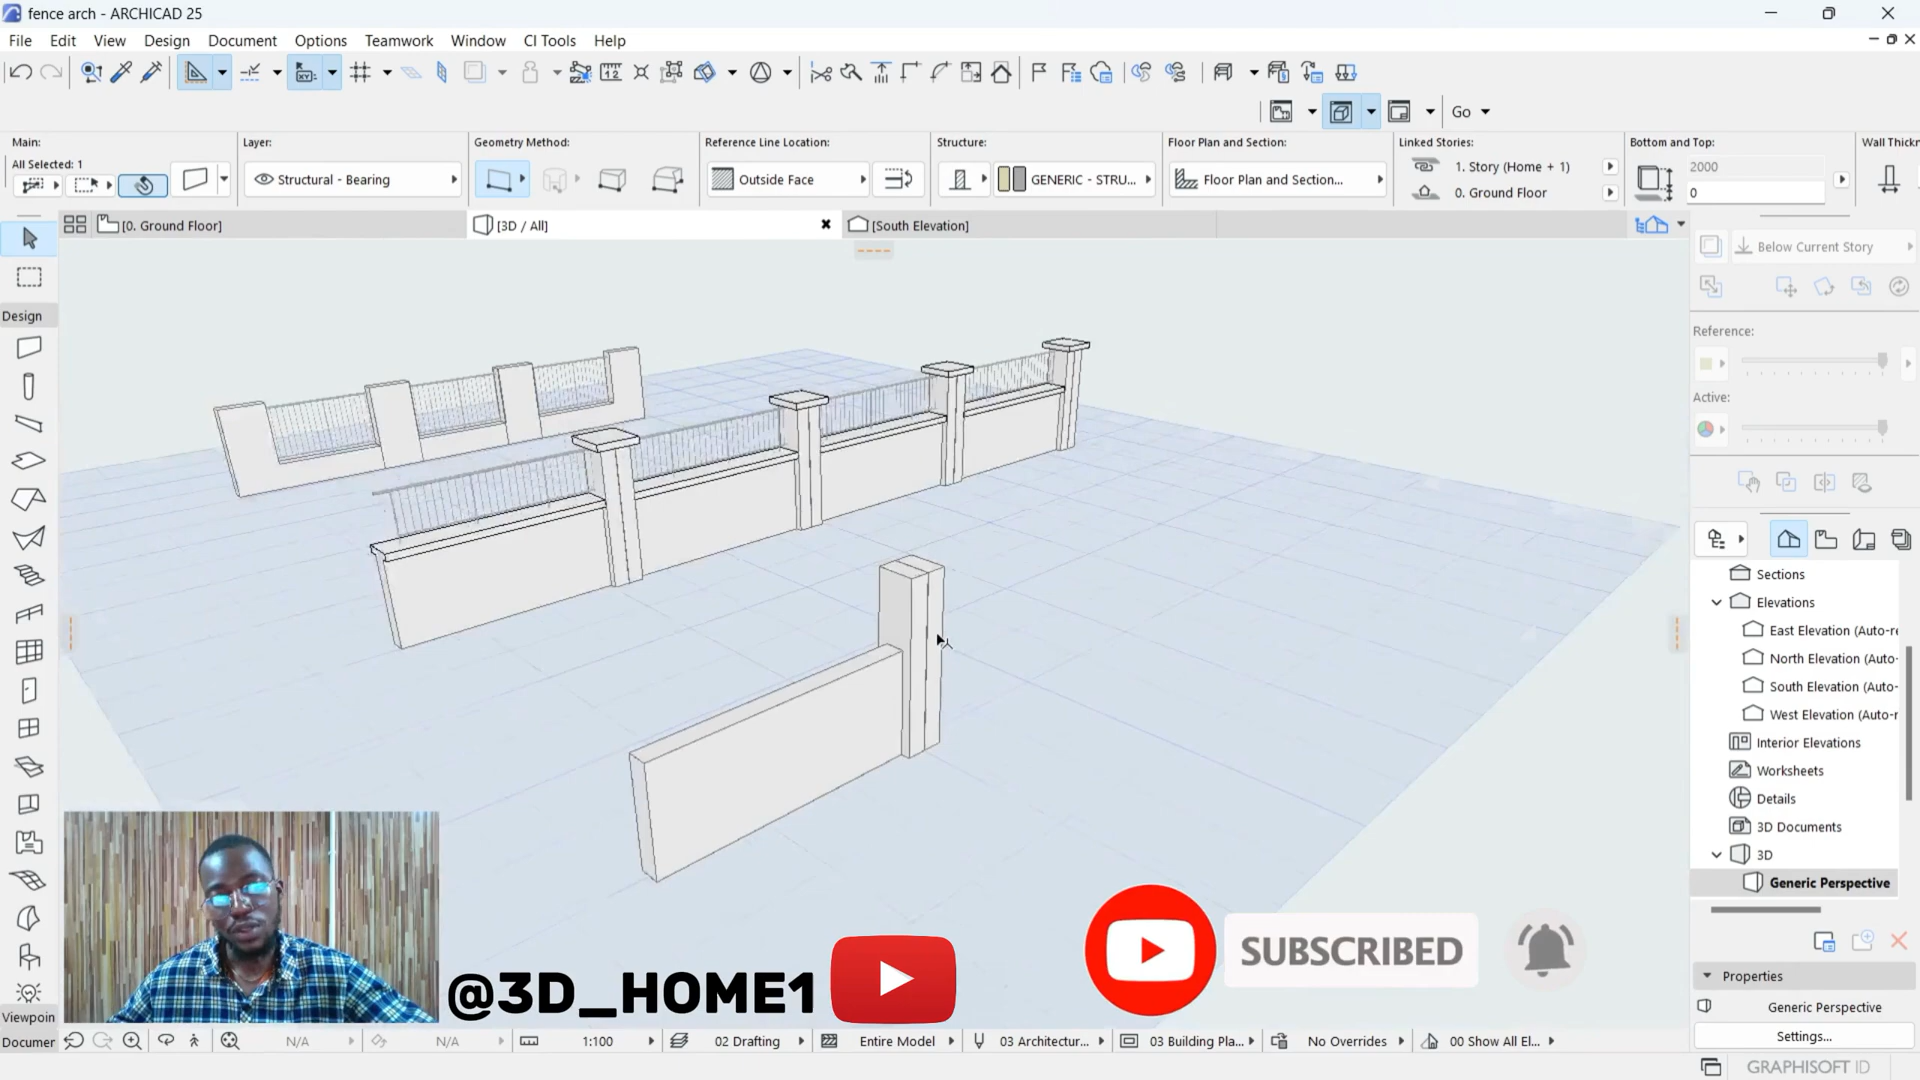 fence arch - ARCHICAD 25
File Edit View Design Document Options Teamwork Window CI Tools Help
Go
Main:
All Selected: 1
Layer:
Structural - Bearing
Geometry Method:
Reference Line Location:
Outside Face
Structure:
GENERIC - STRU...
Floor Plan and Section:
Floor Plan and Section...
Linked Stories:
1. Story (Home + 1)
0. Ground Floor
Bottom and Top:
2000
0
Wall Thickn
[0. Ground Floor]
[3D / All]
[South Elevation]
Below Current Story
Design
Reference:
Active:
Sections
Elevations
East Elevation (Auto-re
North Elevation (Auto-
South Elevation (Auto-
West Elevation (Auto-r
Interior Elevations
Worksheets
Details
3D Documents
3D
Generic Perspective
@3D_HOME1
SUBSCRIBED
Properties
Generic Perspective
Settings...
Viewpoin
Documer
N/A
N/A
1:100
02 Drafting
Entire Model
03 Architectur...
03 Building Pla...
No Overrides
00 Show All El...
GRAPHISOFT ID